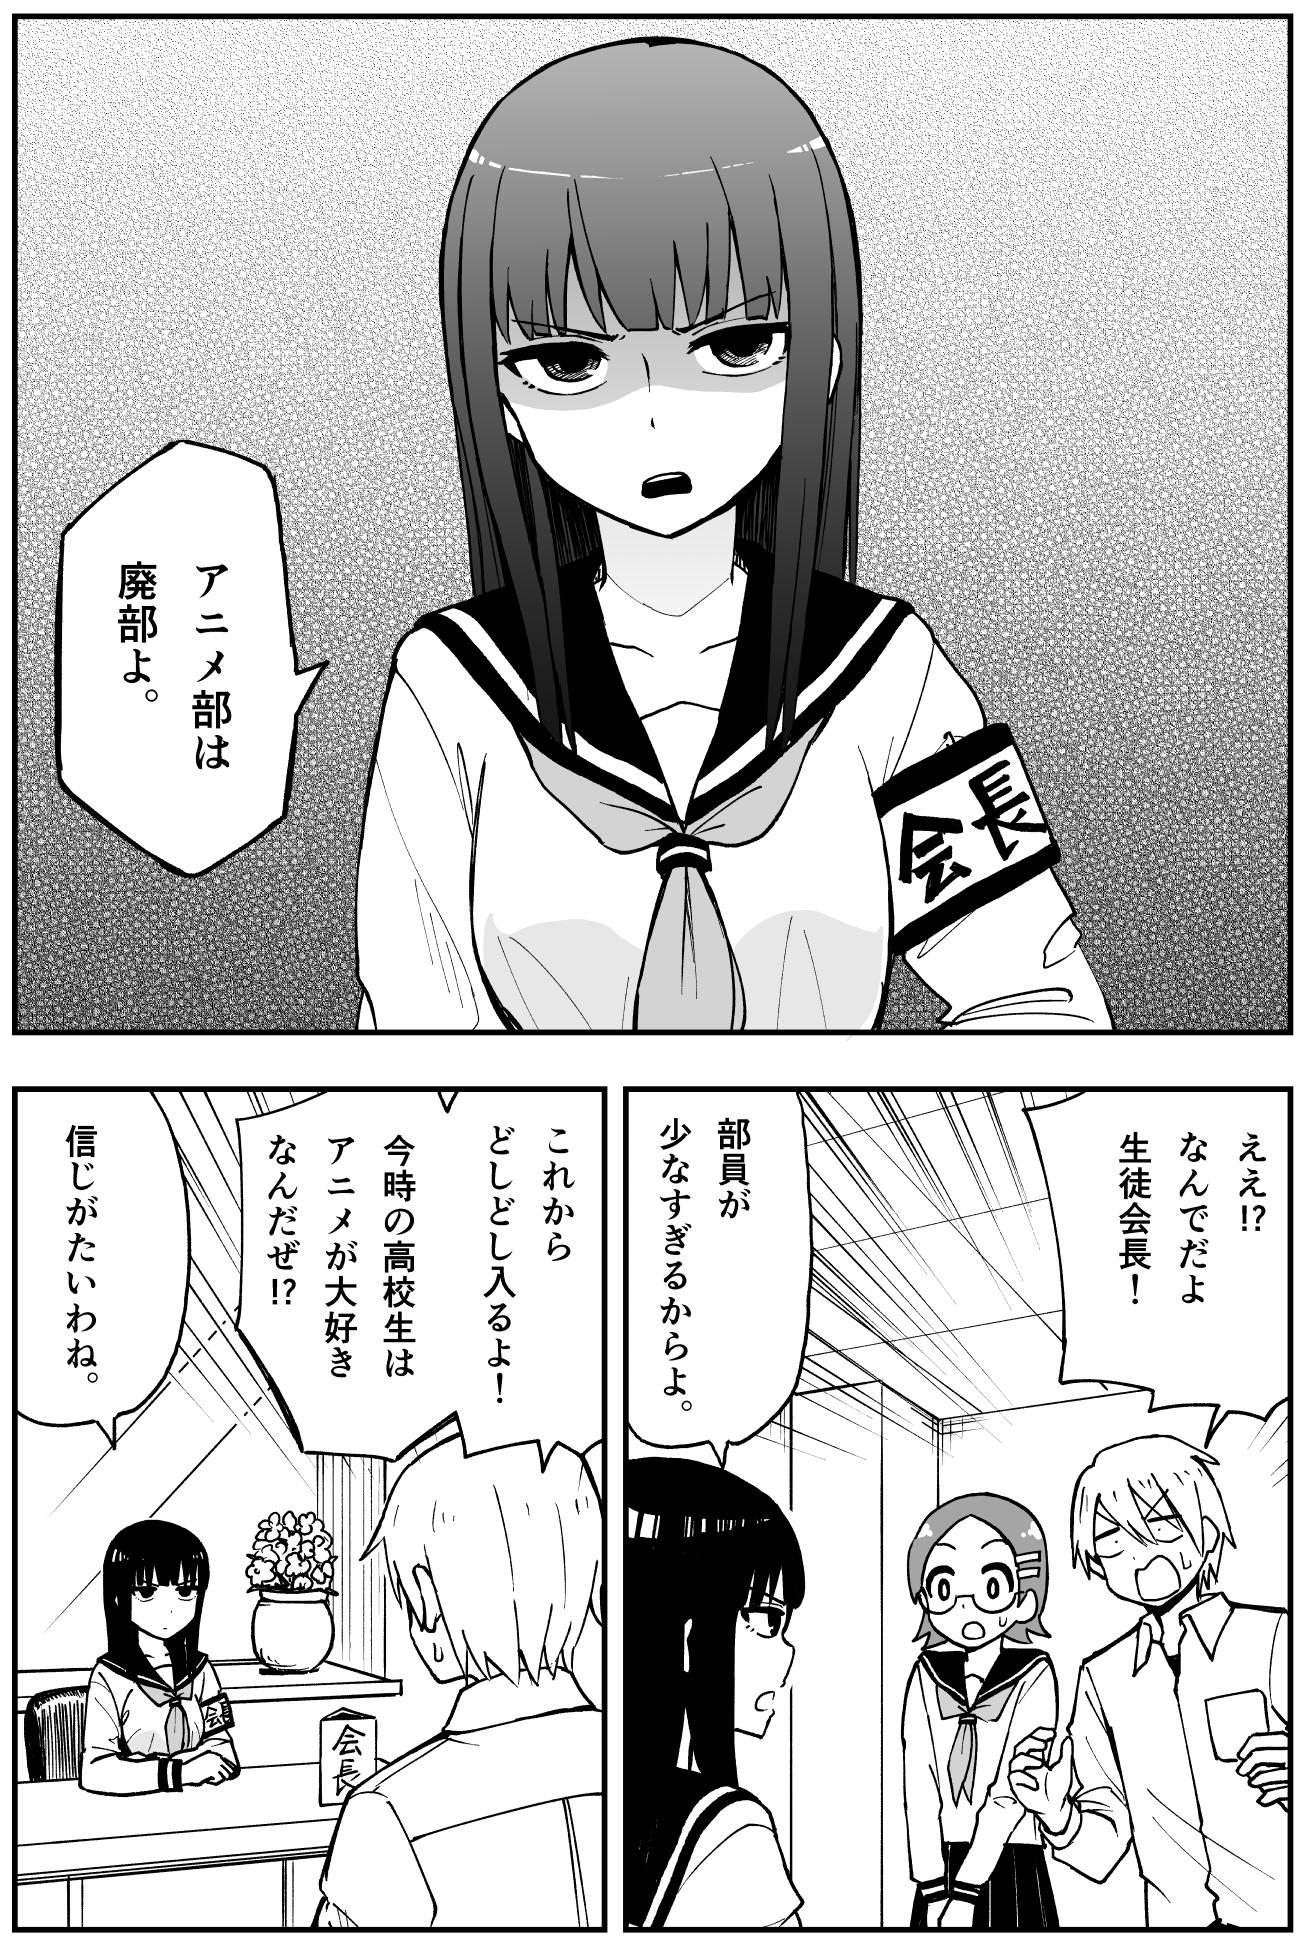 アニメ部は
廃部よ。
会長
ええ!?
なんでだよ
生徒会長！
部員が
少なすぎるからよ。
これから
どしどし入るよ！
今時の高校生は
アニメが大好き
なんだぜ!?
信じがたいわね。
会長
会長